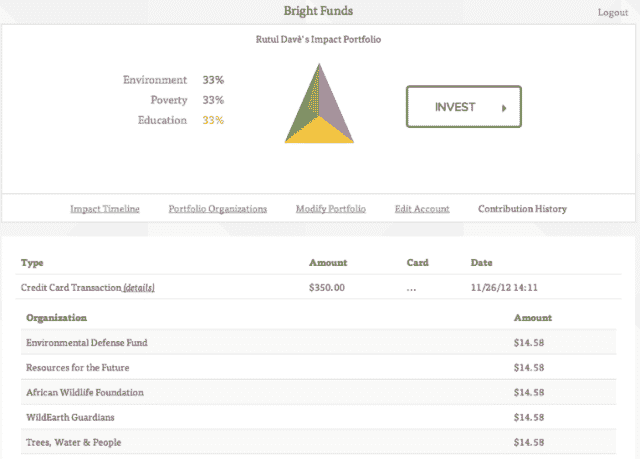 Bright Funds
Logout
Rutul Davè's Impact Portfolio
Environment 33%
Poverty 33%
Education 33%
INVEST
Impact Timeline Portfolio Organizations Modify Portfolio Edit Account Contribution History
Type Amount Card Date
Credit Card Transaction (details) $350.00 ... 11/26/12 14:11
Organization Amount
Environmental Defense Fund $14.58
Resources for the Future $14.58
African Wildlife Foundation $14.58
WildEarth Guardians $14.58
Trees, Water & People $14.58